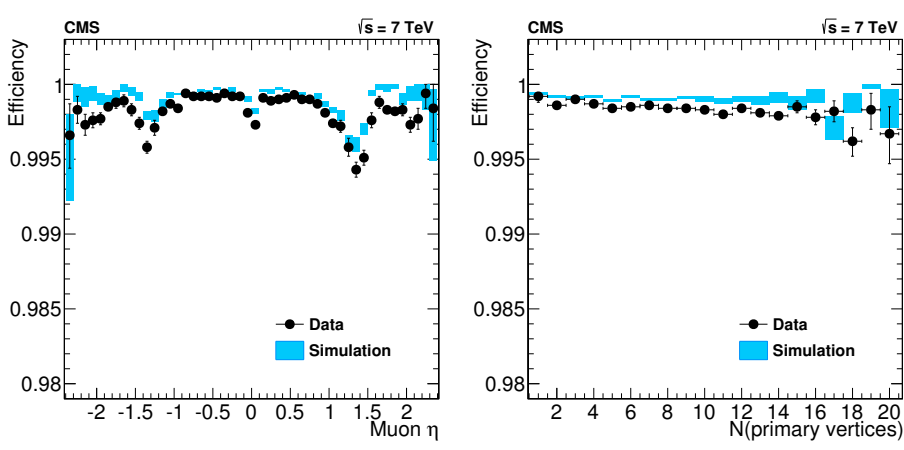 CMS
√s = 7 TeV
Efficiency
1
0.995
0.99
0.985
0.98
Data
Simulation
-2 -1.5 -1 -0.5 0 0.5 1 1.5 2
Muon η
CMS
√s = 7 TeV
Efficiency
1
0.995
0.99
0.985
0.98
Data
Simulation
2 4 6 8 10 12 14 16 18 20
N(primary vertices)